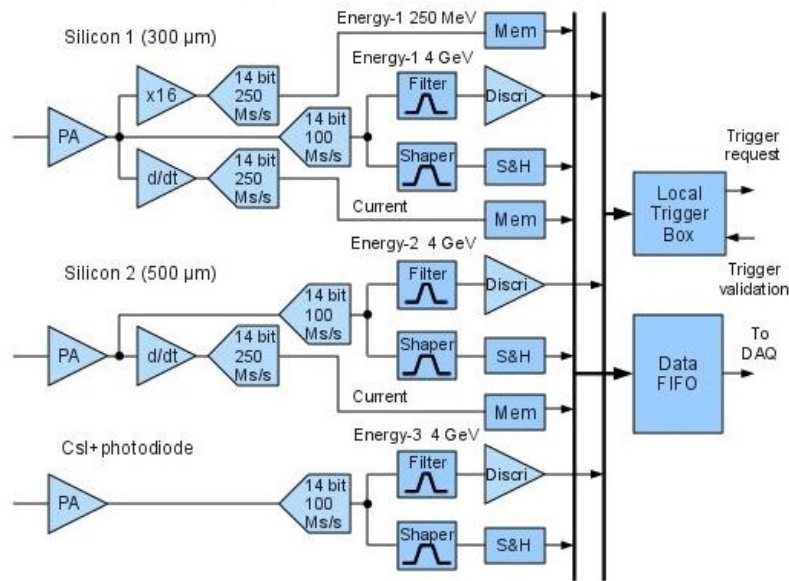 Energy-1 250 MeV
Silicon 1 (300 µm)
Mem
x16
14 bit
250
Ms/s
Energy-1 4 GeV
Filter
Discri
PA
14 bit
100
Ms/s
Shaper
S&H
d/dt
14 bit
250
Ms/s
Current
Mem
Trigger
request
Local
Trigger
Box
Trigger
validation
Energy-2 4 GeV
Silicon 2 (500 µm)
Filter
Discri
14 bit
100
Ms/s
PA
d/dt
14 bit
250
Ms/s
Shaper
S&H
Current
Mem
To
DAQ
Data
FIFO
Energy-3 4 GeV
CsI+photodiode
Filter
Discri
PA
14 bit
100
Ms/s
Shaper
S&H